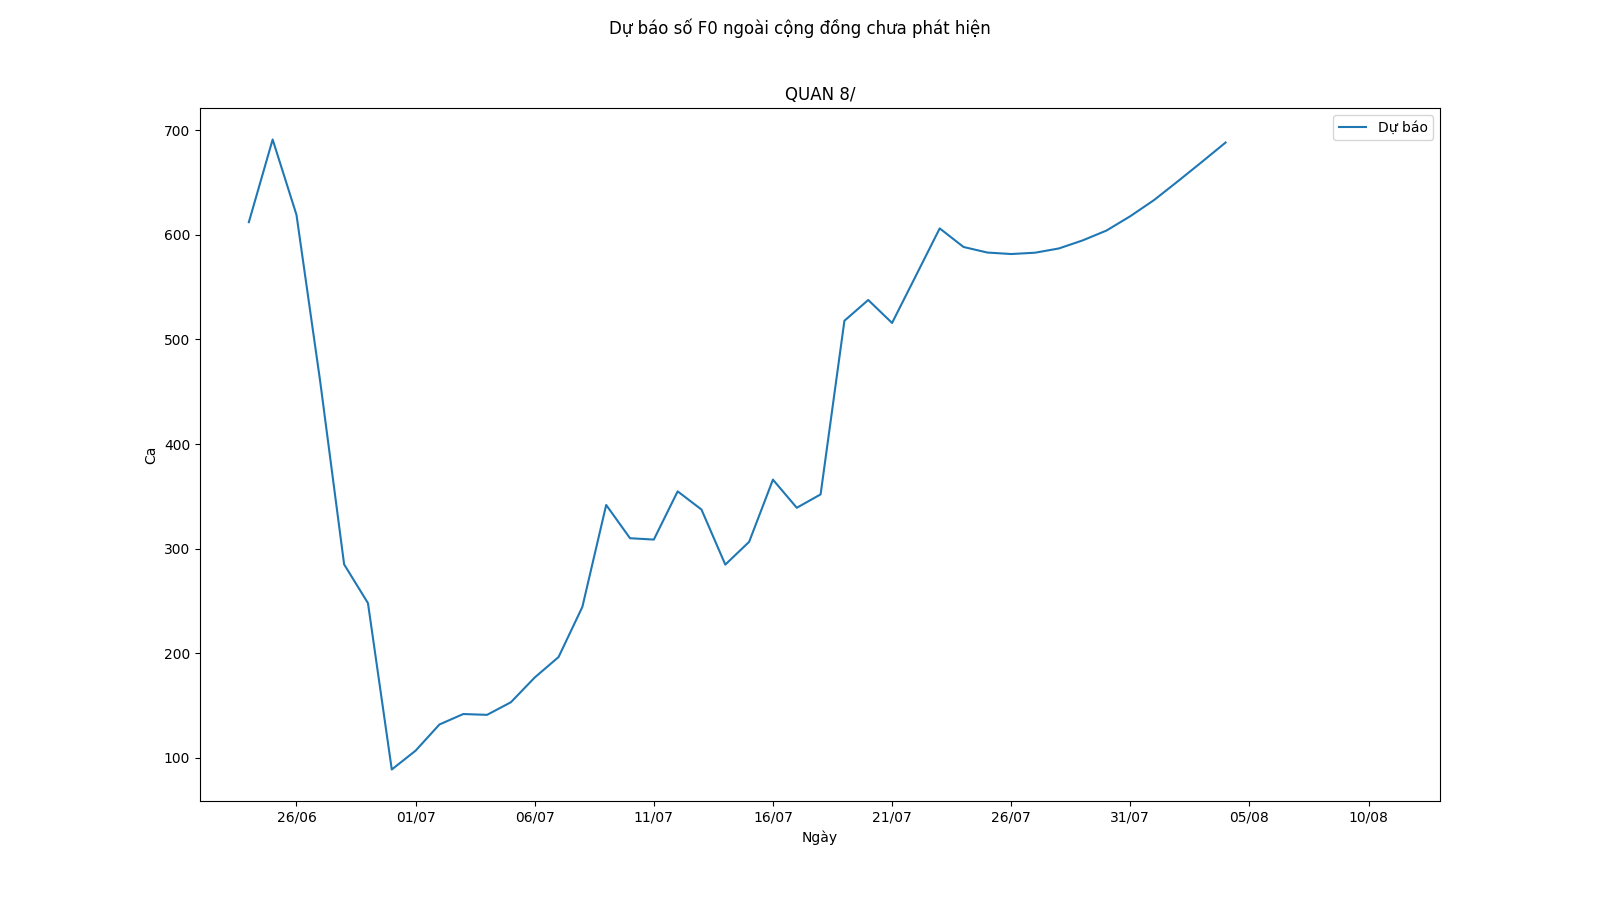 Dự báo số F0 ngoài cộng đồng chưa phát hiện
QUAN 8/
Dự báo
700
600
500
400
300
200
100
Ca
26/06 01/07 06/07 11/07 16/07 21/07 26/07 31/07 05/08 10/08
Ngày